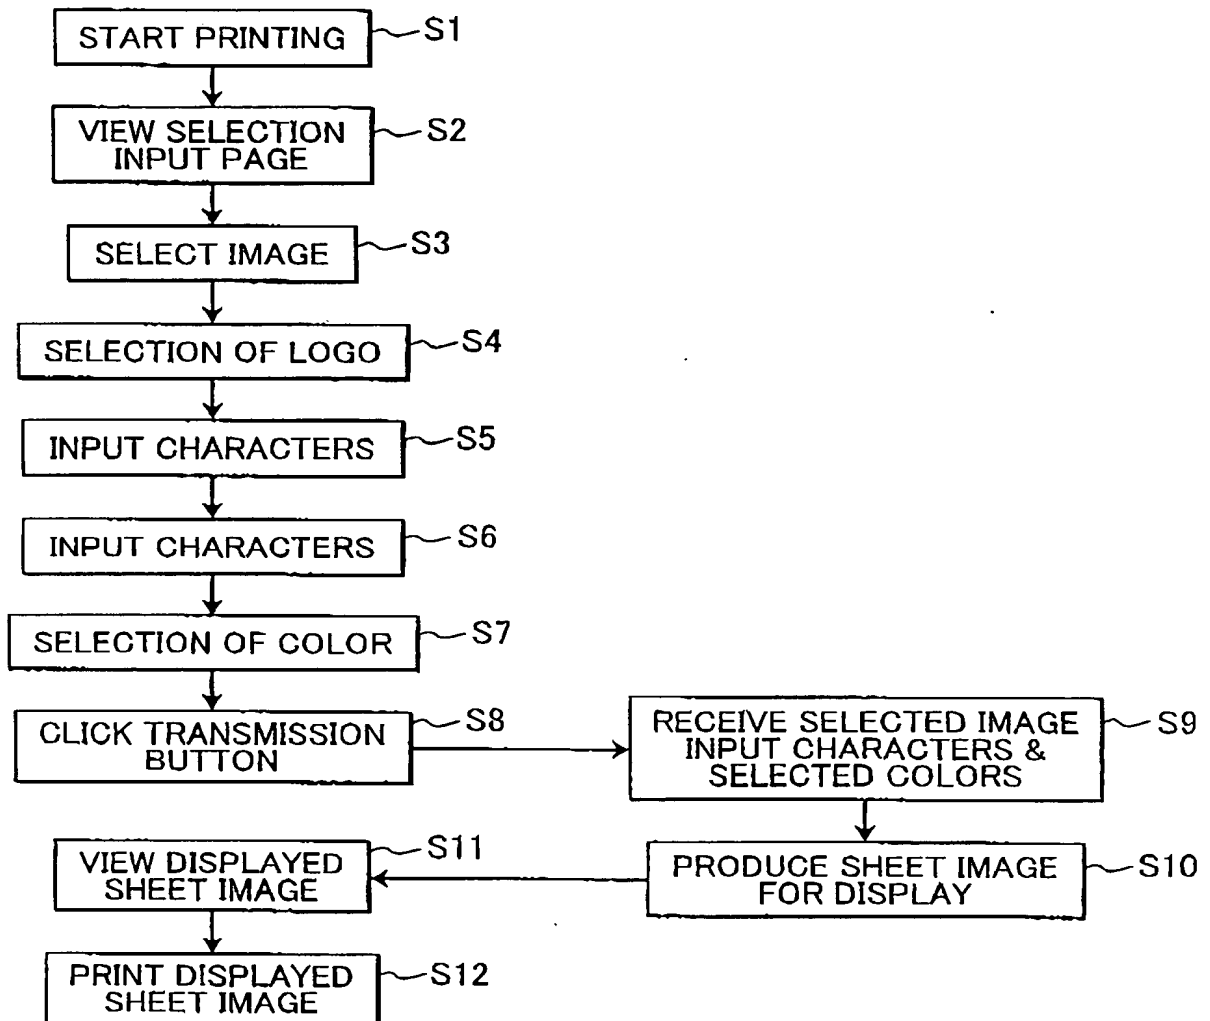 START PRINTING
S1
VIEW SELECTION
INPUT PAGE
S2
SELECT IMAGE
S3
SELECTION OF LOGO
S4
INPUT CHARACTERS
S5
INPUT CHARACTERS
S6
SELECTION OF COLOR
S7
CLICK TRANSMISSION
BUTTON
S8
RECEIVE SELECTED IMAGE
INPUT CHARACTERS &
SELECTED COLORS
S9
PRODUCE SHEET IMAGE
FOR DISPLAY
S10
VIEW DISPLAYED
SHEET IMAGE
S11
PRINT DISPLAYED
SHEET IMAGE
S12